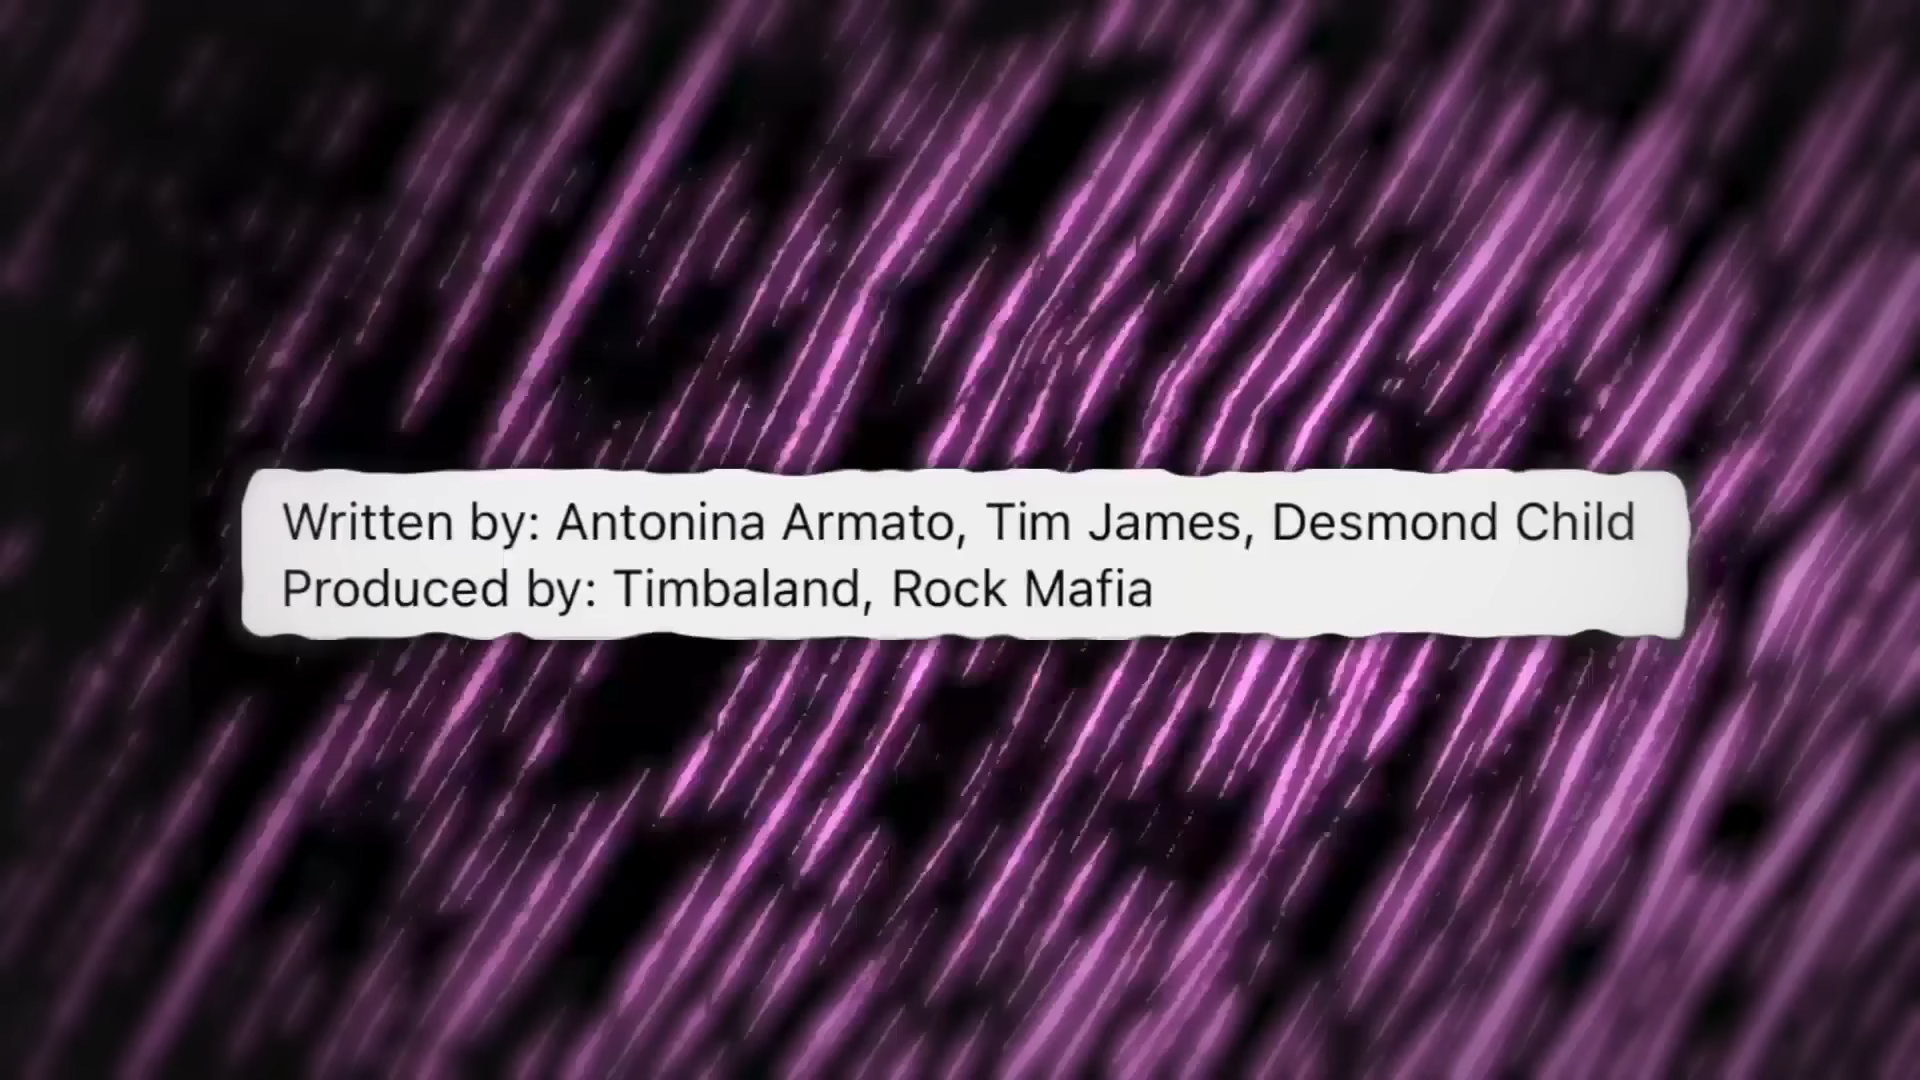 Written by: Antonina Armato, Tim James, Desmond Child
Produced by: Timbaland, Rock Mafia